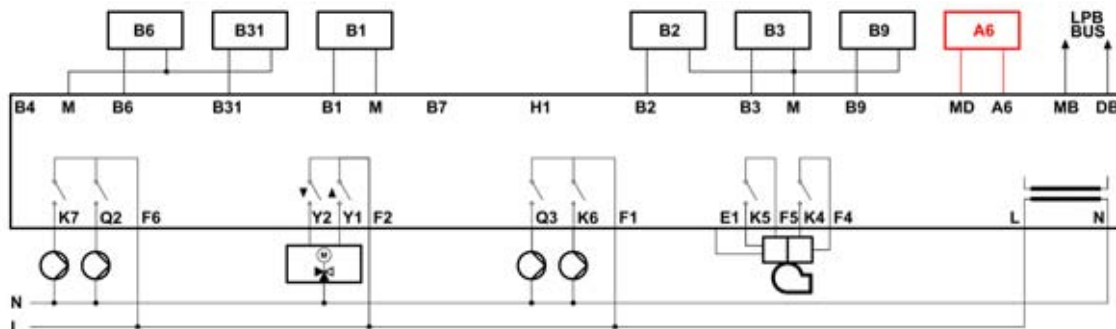 B6 B31 B1 B2 B3 B9 A6 LPB
BUS
B4 M B6 B31 B1 M B7 H1 B2 B3 M B9 MD A6 MB DB
K7 Q2 F6 Y2 Y1 F2 Q3 K6 F1 E1 K5 F5 K4 F4 L N
M
N
L